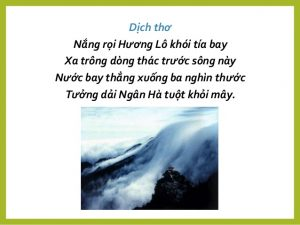 Dịch thơ
Nắng rọi Hương Lô khói tía bay
Xa trông dòng thác trước sông này
Nước bay thẳng xuống ba nghìn thước
Tưởng dải Ngân Hà tuột khỏi mây.